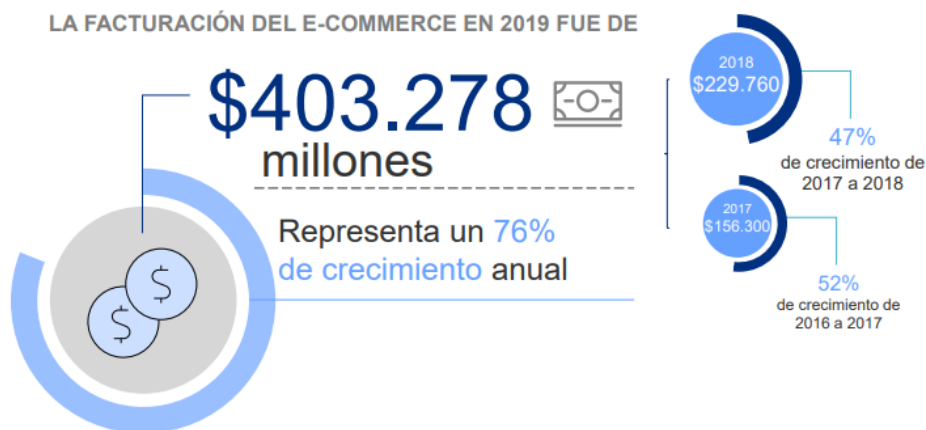 LA FACTURACIÓN DEL E-COMMERCE EN 2019 FUE DE
$403.278
millones
Representa un 76%
de crecimiento anual
$
$
2018
$229.760
47%
de crecimiento de
2017 a 2018
2017
$156.300
52%
de crecimiento de
2016 a 2017